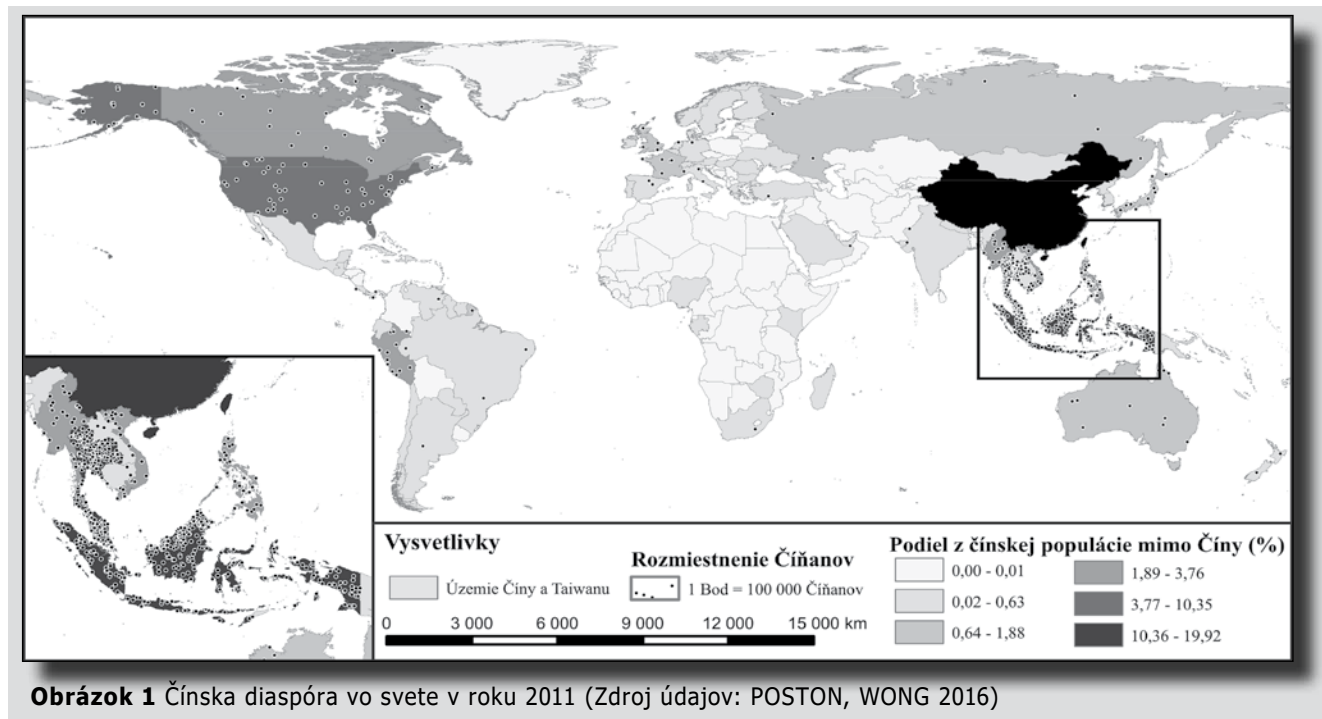 Vysvetlivky
Územie Číny a Taiwanu
Rozmiestnenie Číňanov
1 Bod = 100 000 Číňanov
0 3 000 6 000 9 000 12 000 15 000 km
Podiel z čínskej populácie mimo Číny (%)
0,00 - 0,01
0,02 - 0,63
0,64 - 1,88
1,89 - 3,76
3,77 - 10,35
10,36 - 19,92
Obrázok 1 Čínska diaspóra vo svete v roku 2011 (Zdroj údajov: POSTON, WONG 2016)